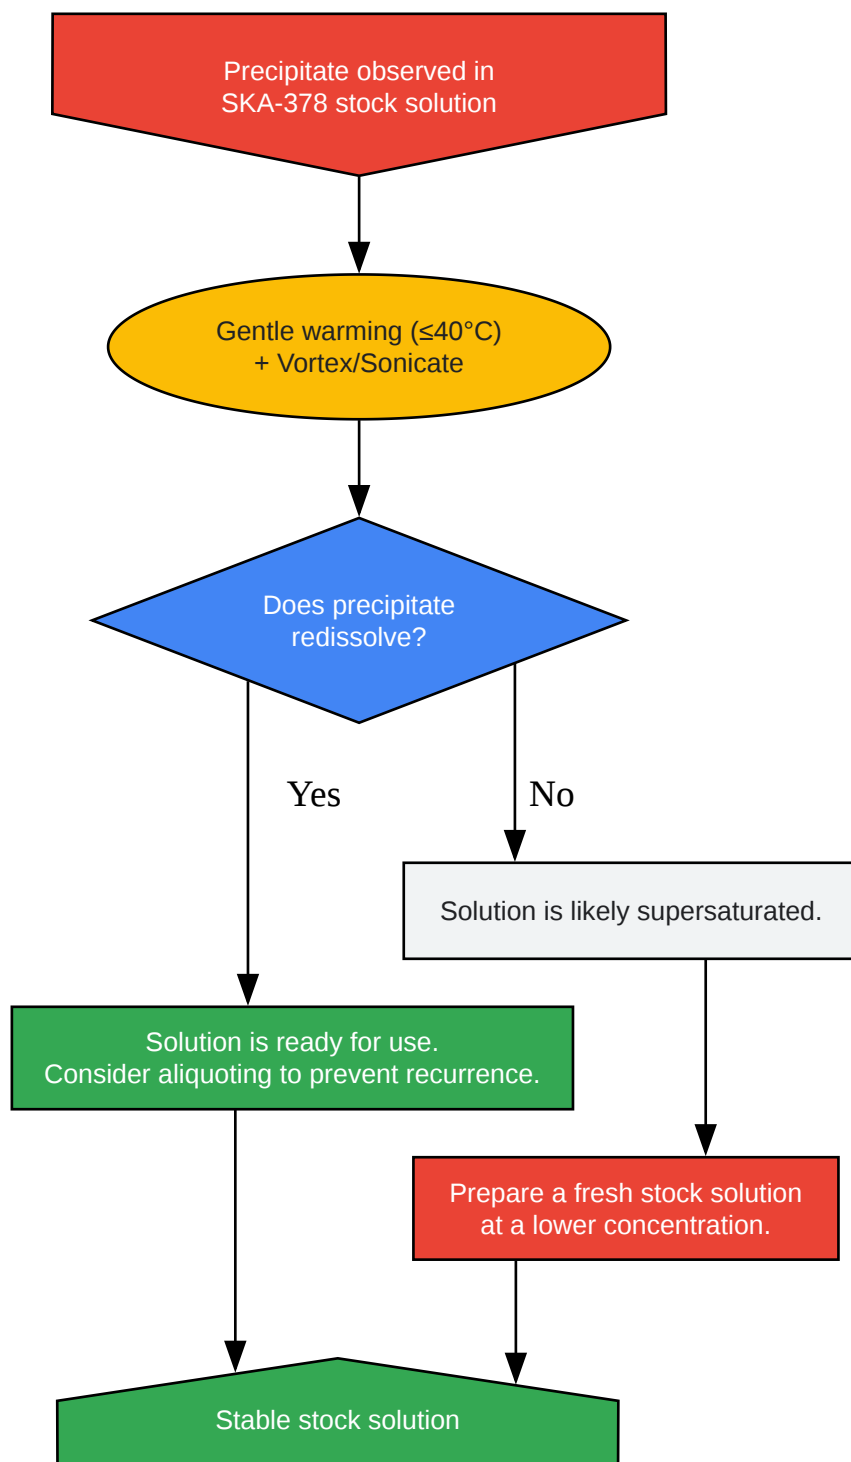 Precipitate observed in
SKA-378 stock solution
Gentle warming (≤40°C)
+ Vortex/Sonicate
Does precipitate
redissolve?
Yes
No
Solution is likely supersaturated.
Solution is ready for use.
Consider aliquoting to prevent recurrence.
Prepare a fresh stock solution
at a lower concentration.
Stable stock solution